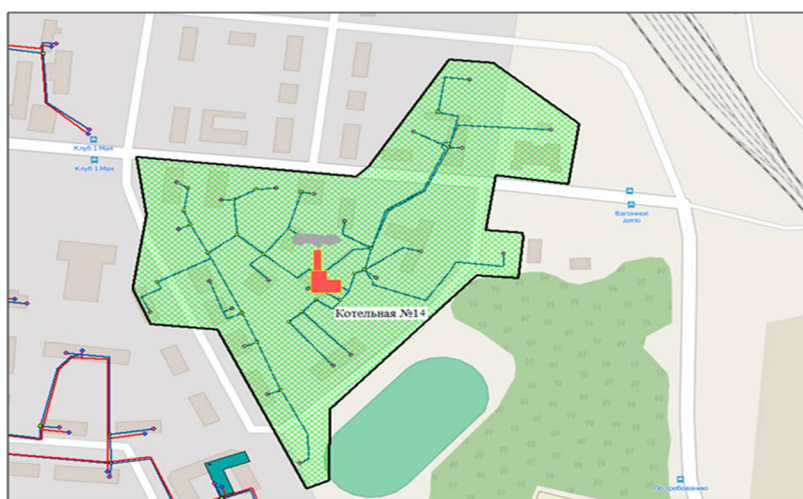 Клуб 1 Мая
Клуб 1 Мая
Вагонное
депо
Котельная №14
По требованию